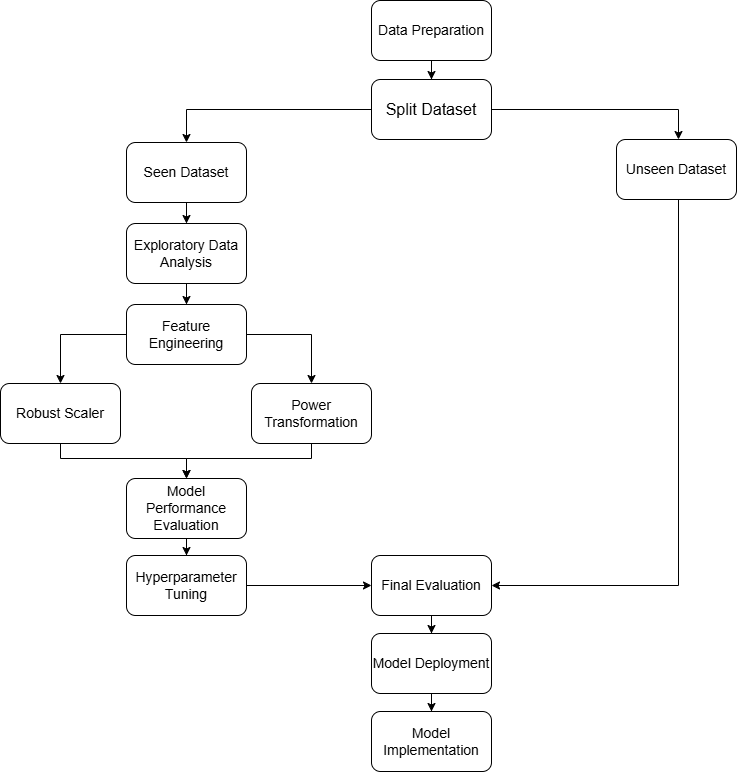 Data Preparation
Split Dataset
Seen Dataset
Unseen Dataset
Exploratory Data
Analysis
Feature
Engineering
Robust Scaler
Power
Transformation
Model
Performance
Evaluation
Hyperparameter
Tuning
Final Evaluation
Model Deployment
Model
Implementation